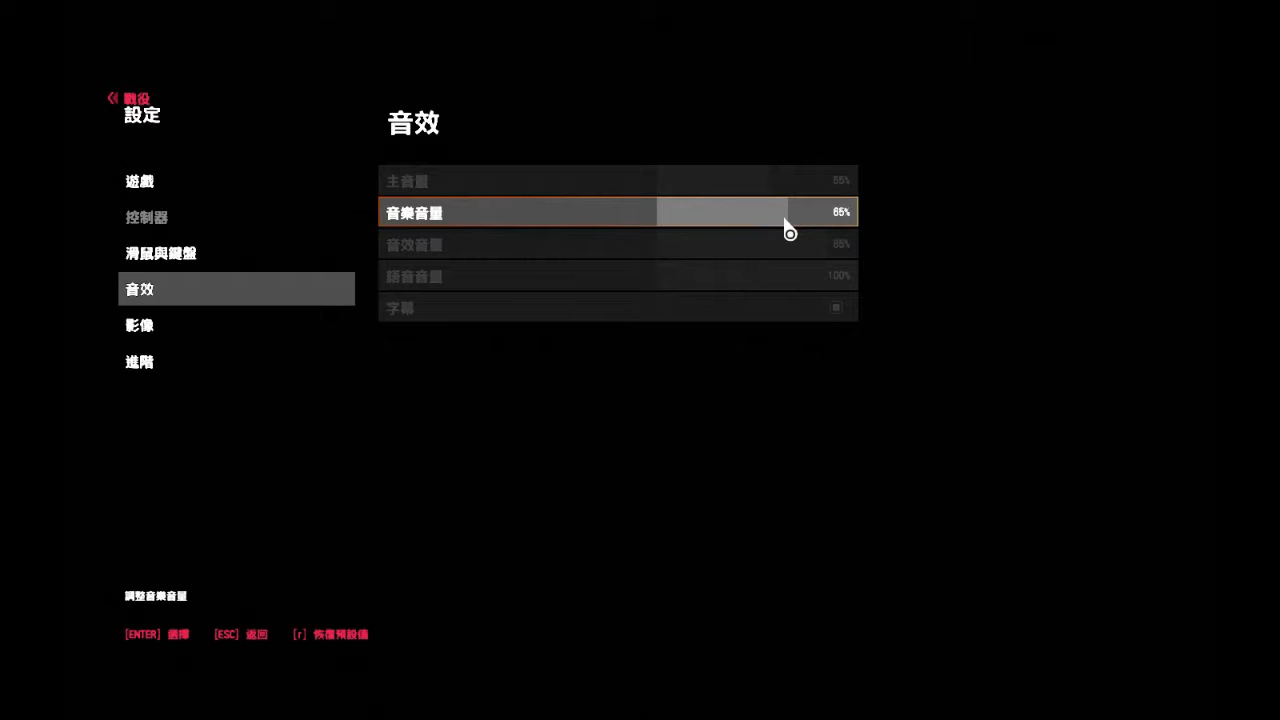 戰役
設定
音效
遊戲
控制器
滑鼠與鍵盤
音效
影像
進階
主音量 55%
音樂音量 65%
音效音量 85%
語音音量 100%
字幕
調整音樂音量
[ENTER] 選擇 [ESC] 返回 [r] 恢復預設值